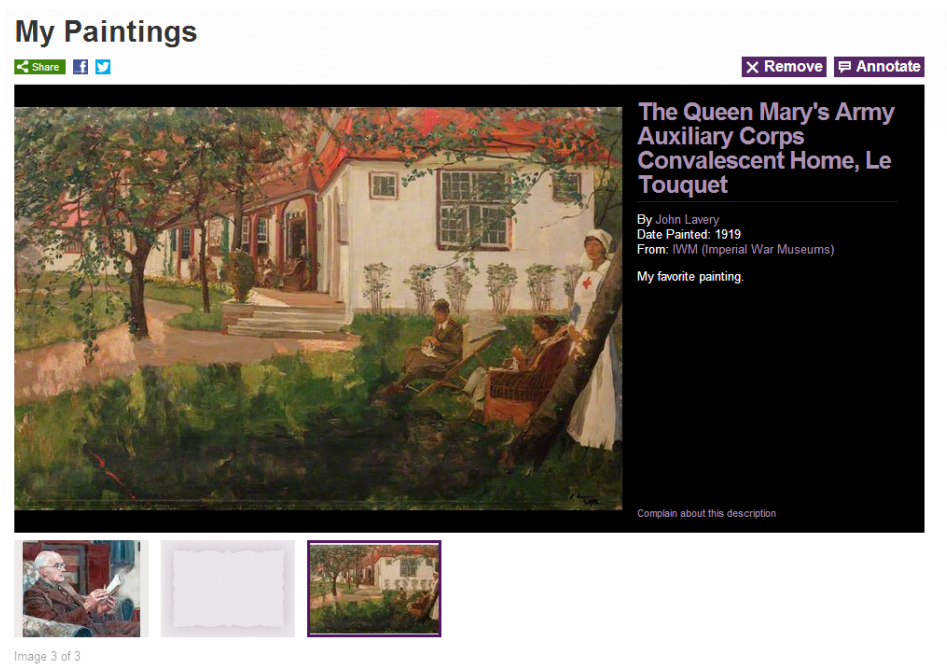 My Paintings
Share
Remove
Annotate
The Queen Mary's Army
Auxiliary Corps
Convalescent Home, Le
Touquet
By John Lavery
Date Painted: 1919
From: IWM (Imperial War Museums)
My favorite painting.
Complain about this description
Image 3 of 3